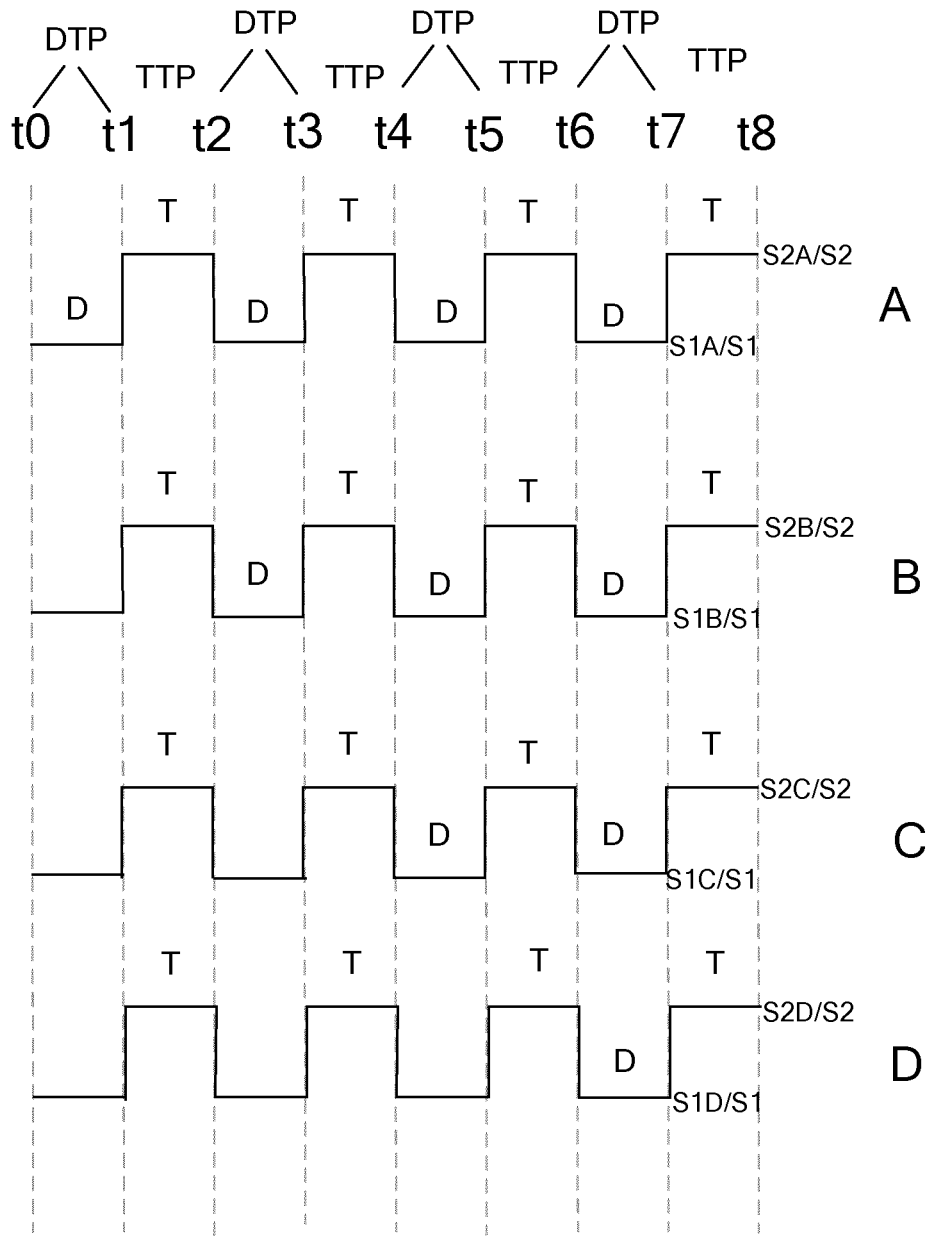 DTP DTP DTP DTP
TTP TTP TTP TTP
t0 t1 t2 t3 t4 t5 t6 t7 t8
T T T T
S2A/S2
D D D D
A
S1A/S1
T T T T
S2B/S2
D D D
B
S1B/S1
T T T T
S2C/S2
D D
C
S1C/S1
T T T T
S2D/S2
D
D
S1D/S1